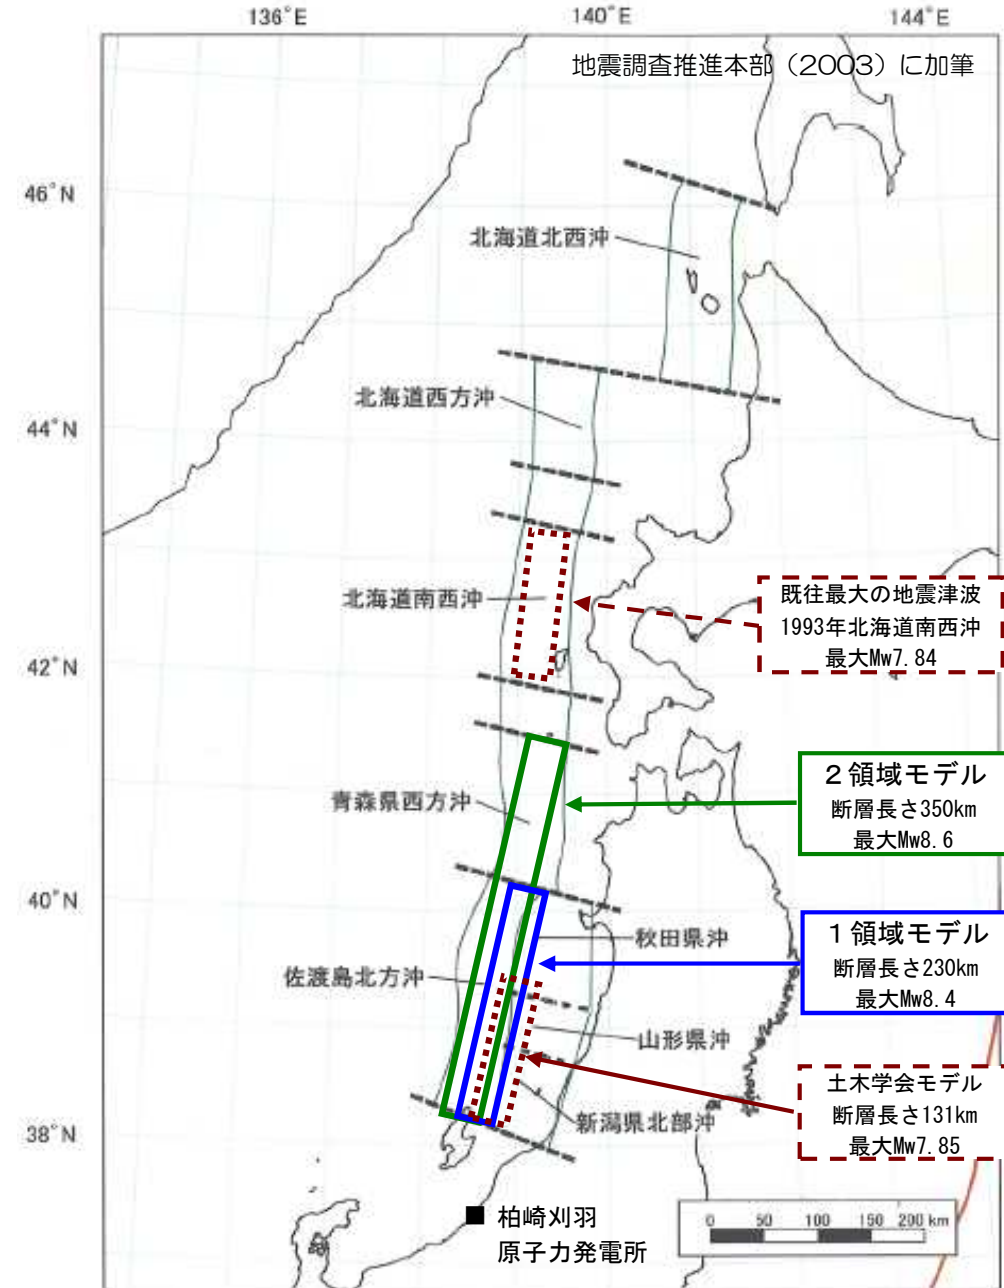 136°E
140°E
144°E
地震調査推進本部（2003）に加筆
46°N
北海道北西沖
北海道西方沖
44°N
既往最大の地震津波
1993年北海道南西沖
最大Mw7.84
北海道南西沖
42°N
2領域モデル
断層長さ350km
最大Mw8.6
青森県西方沖
40°N
1領域モデル
断層長さ230km
最大Mw8.4
秋田県沖
佐渡島北方沖
山形県沖
土木学会モデル
断層長さ131km
最大Mw7.85
新潟県北部沖
38°N
■ 柏崎刈羽
原子力発電所
0 50 100 150 200 km